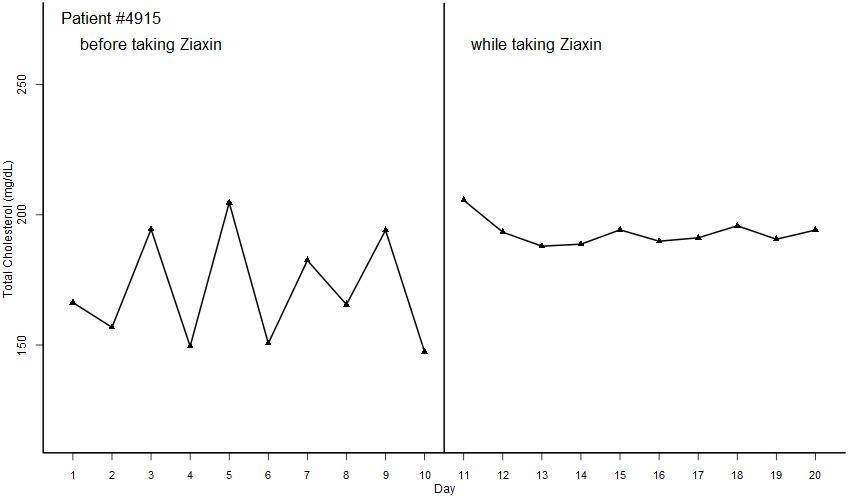 Patient #4915
before taking Ziaxin
while taking Ziaxin
Total Cholesterol (mg/dL)
250
200
150
1 2 3 4 5 6 7 8 9 10 11 12 13 14 15 16 17 18 19 20
Day